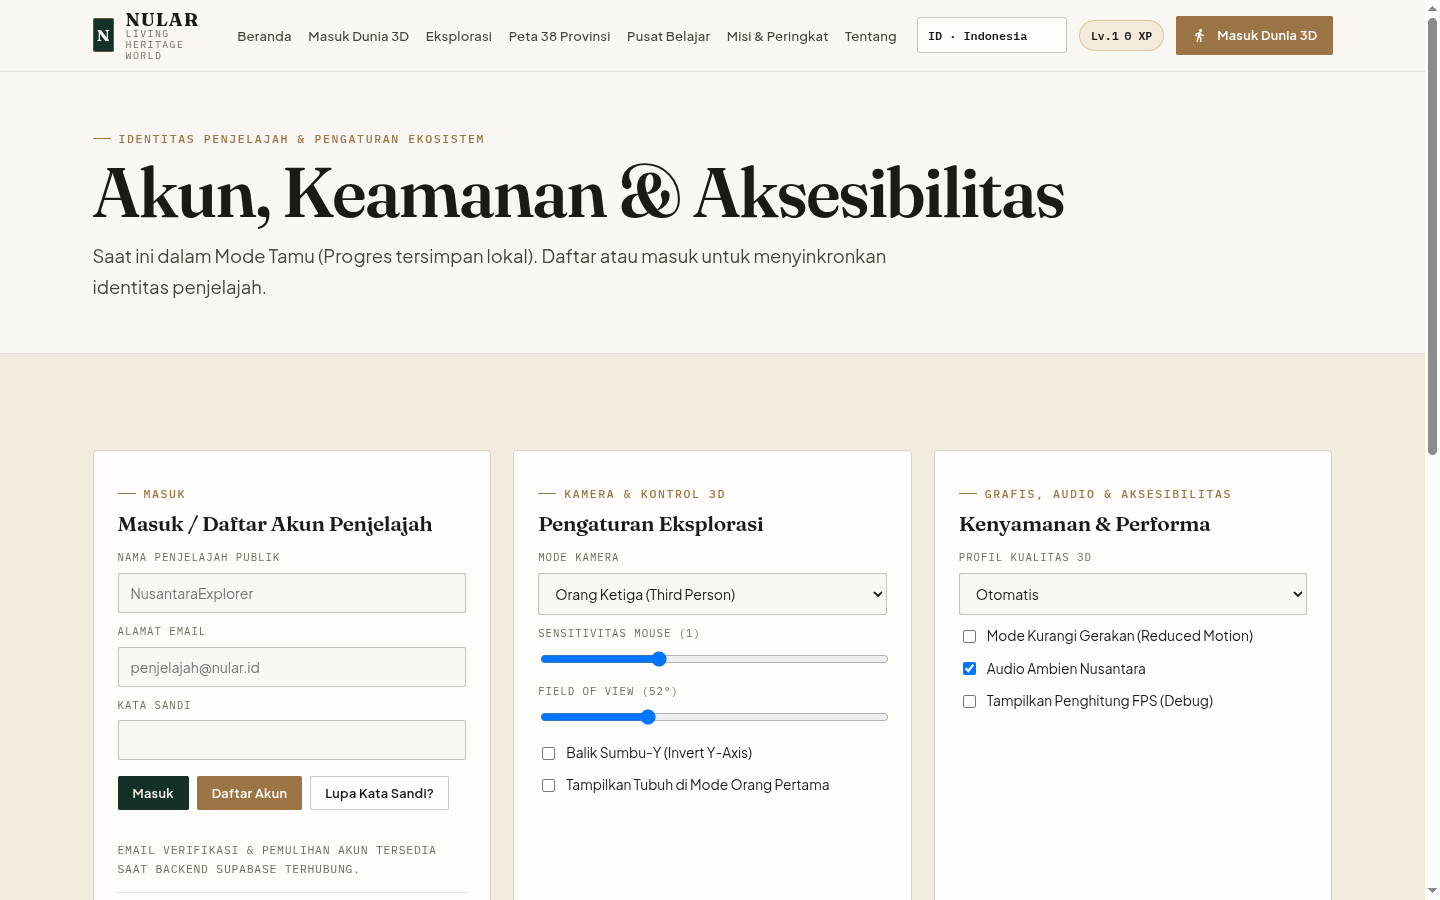 N
NULAR
LIVING
HERITAGE
WORLD
Beranda
Masuk Dunia 3D
Eksplorasi
Peta 38 Provinsi
Pusat Belajar
Misi & Peringkat
Tentang
ID · Indonesia
Lv.1 0 XP
Masuk Dunia 3D
IDENTITAS PENJELAJAH & PENGATURAN EKOSISTEM
Akun, Keamanan & Aksesibilitas
Saat ini dalam Mode Tamu (Progres tersimpan lokal). Daftar atau masuk untuk menyinkronkan
identitas penjelajah.
MASUK
Masuk / Daftar Akun Penjelajah
NAMA PENJELAJAH PUBLIK
NusantaraExplorer
ALAMAT EMAIL
penjelajah@nular.id
KATA SANDI
Masuk
Daftar Akun
Lupa Kata Sandi?
EMAIL VERIFIKASI & PEMULIHAN AKUN TERSEDIA
SAAT BACKEND SUPABASE TERHUBUNG.
KAMERA & KONTROL 3D
Pengaturan Eksplorasi
MODE KAMERA
Orang Ketiga (Third Person)
SENSITIVITAS MOUSE (1)
FIELD OF VIEW (52°)
Balik Sumbu-Y (Invert Y-Axis)
Tampilkan Tubuh di Mode Orang Pertama
GRAFIS, AUDIO & AKSESIBILITAS
Kenyamanan & Performa
PROFIL KUALITAS 3D
Otomatis
Mode Kurangi Gerakan (Reduced Motion)
Audio Ambien Nusantara
Tampilkan Penghitung FPS (Debug)